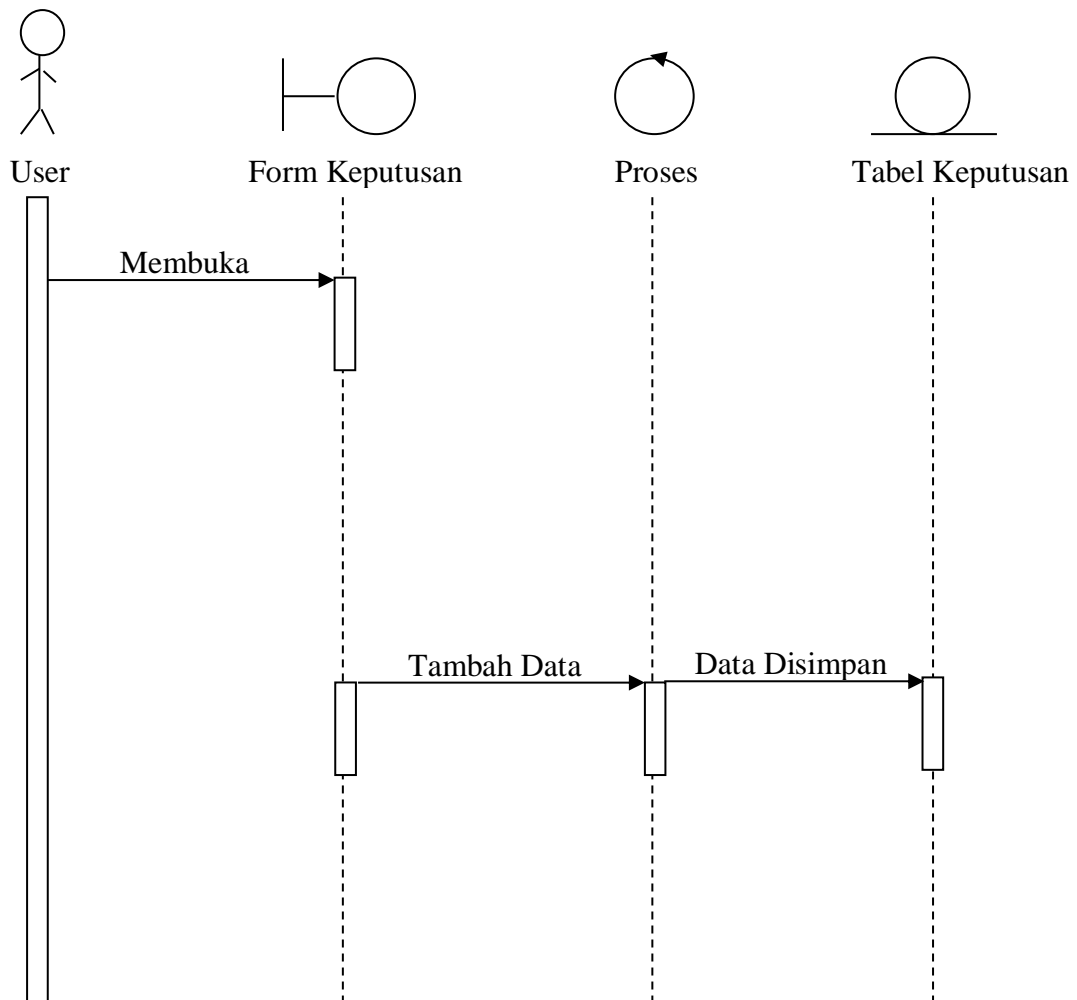 User
Form Keputusan
Proses
Tabel Keputusan
Membuka
Tambah Data
Data Disimpan